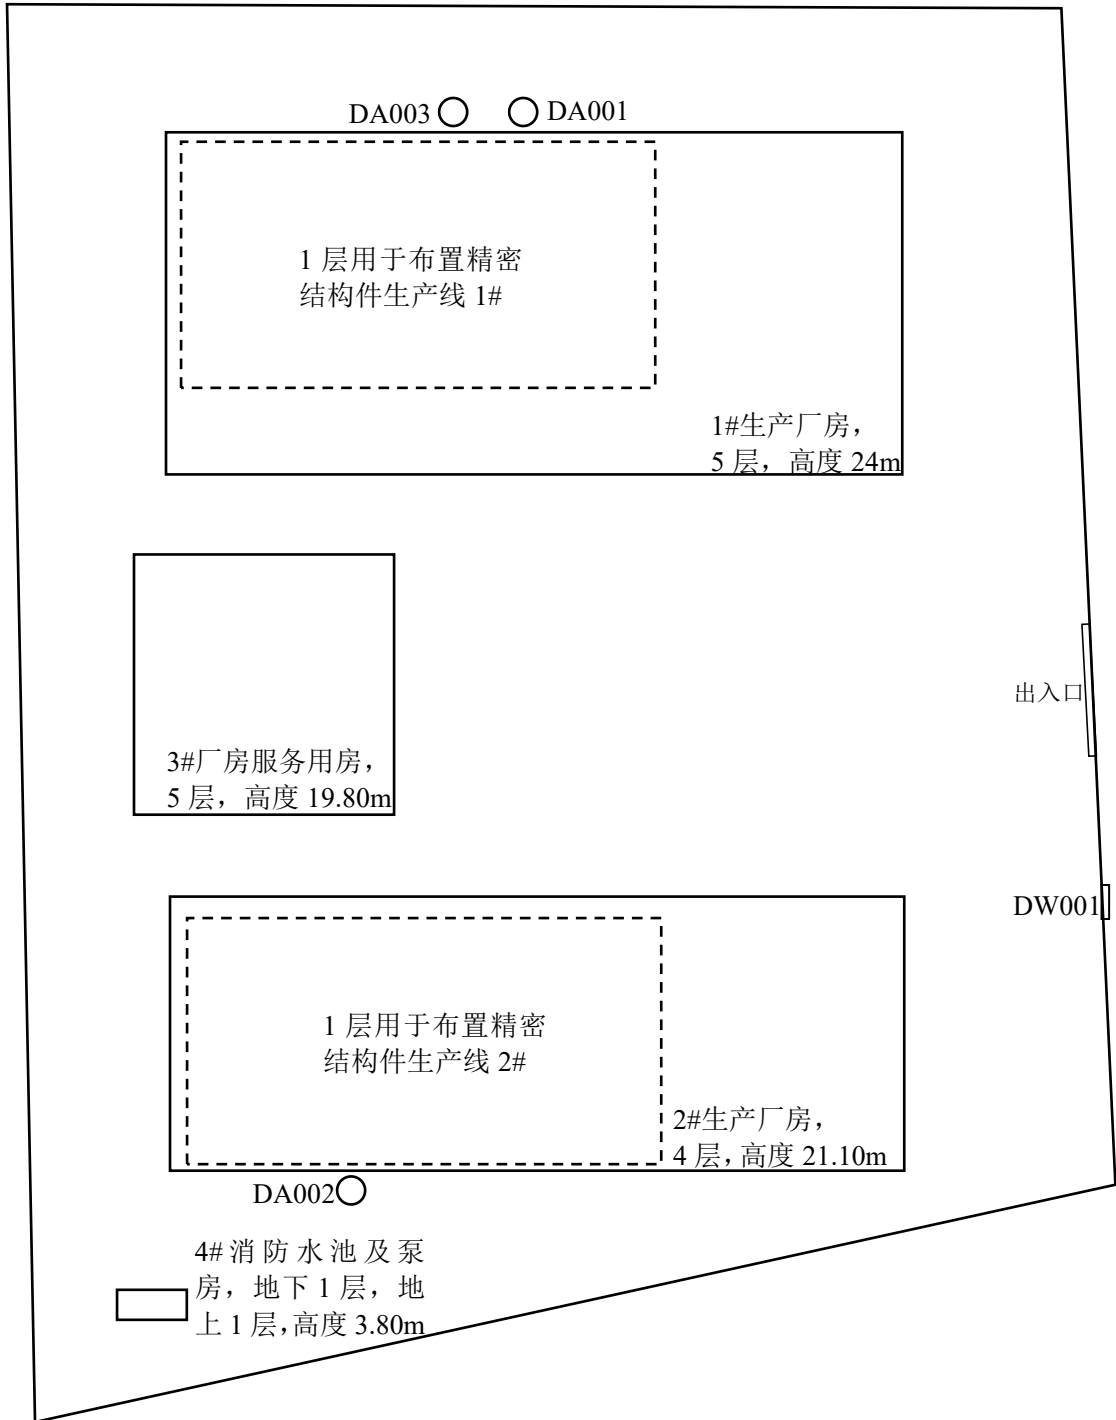 DA003 DA001
1 层用于布置精密
结构件生产线 1#
1#生产厂房，
5 层，高度 24m
出入口
3#厂房服务用房，
5 层，高度 19.80m
DW001
1 层用于布置精密
结构件生产线 2#
2#生产厂房，
4 层，高度 21.10m
DA002
4#消防水池及泵
房，地下 1 层，地
上 1 层，高度 3.80m